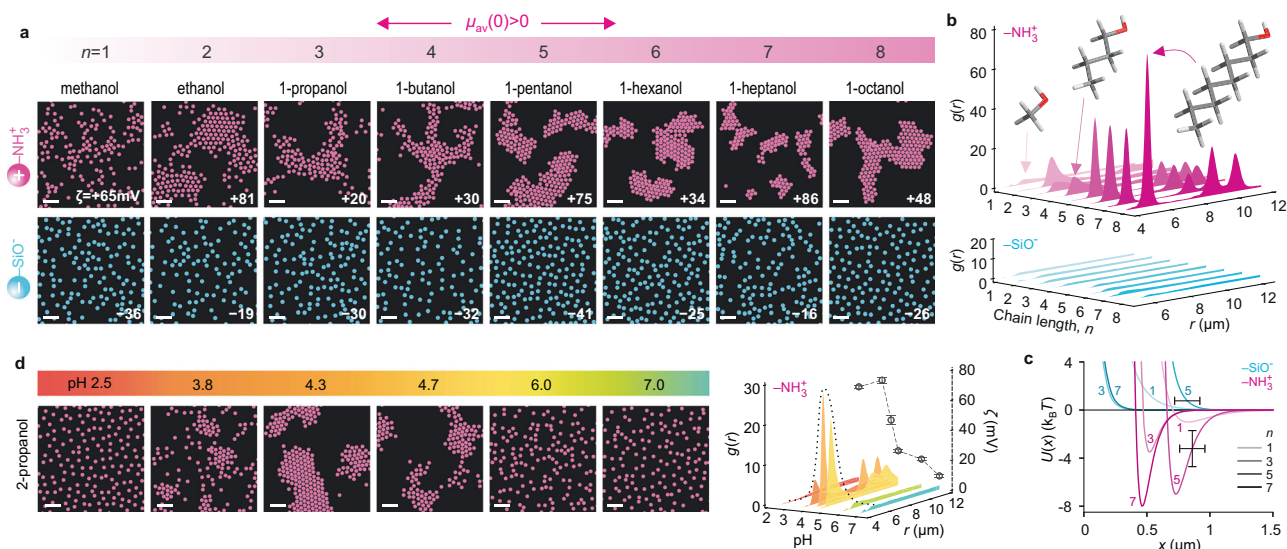 a
μav(0)>0
n=1 2 3 4 5 6 7 8
methanol ethanol 1-propanol 1-butanol 1-pentanol 1-hexanol 1-heptanol 1-octanol
+ –NH3+
ζ=+65mV +81 +20 +30 +75 +34 +86 +48
– –SiO-
−36 −19 −30 −32 −41 −25 −16 −26
b
–NH3+
g(r)
80
60
40
20
0
1 2 3 4 5 6 7 8
4 6 8 10 12
–SiO-
g(r)
20
10
0
1 2 3 4 5 6 7 8
Chain length, n
4 6 8 10 12
r (µm)
c
–SiO-
–NH3+
U(x) (kBT)
4
0
-4
-8
3 7 1 5
1
3
5
7
n
1
3
5
7
0 0.5 1 1.5
x (µm)
d
pH 2.5 3.8 4.3 4.7 6.0 7.0
2-propanol
–NH3+
g(r)
30
20
10
0
2 3 4 5 6 7
pH
4 6 8 10 12
r (µm)
80
60
40
20
0
ζ (mV)